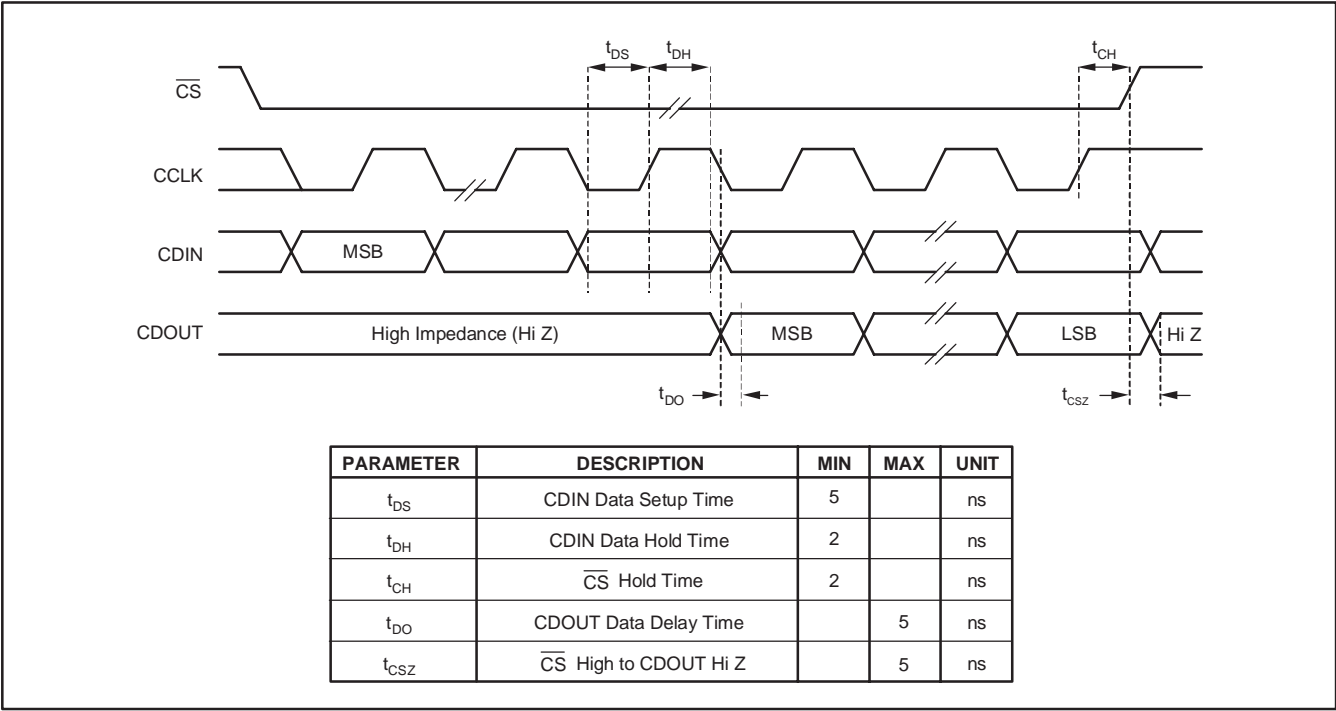 tDS tDH tCH
CS
CCLK
CDIN MSB
CDOUT High Impedance (Hi Z) MSB LSB Hi Z
tDO tCSZ
PARAMETER DESCRIPTION MIN MAX UNIT
tDS CDIN Data Setup Time 5 ns
tDH CDIN Data Hold Time 2 ns
tCH CS Hold Time 2 ns
tDO CDOUT Data Delay Time 5 ns
tCSZ CS High to CDOUT Hi Z 5 ns